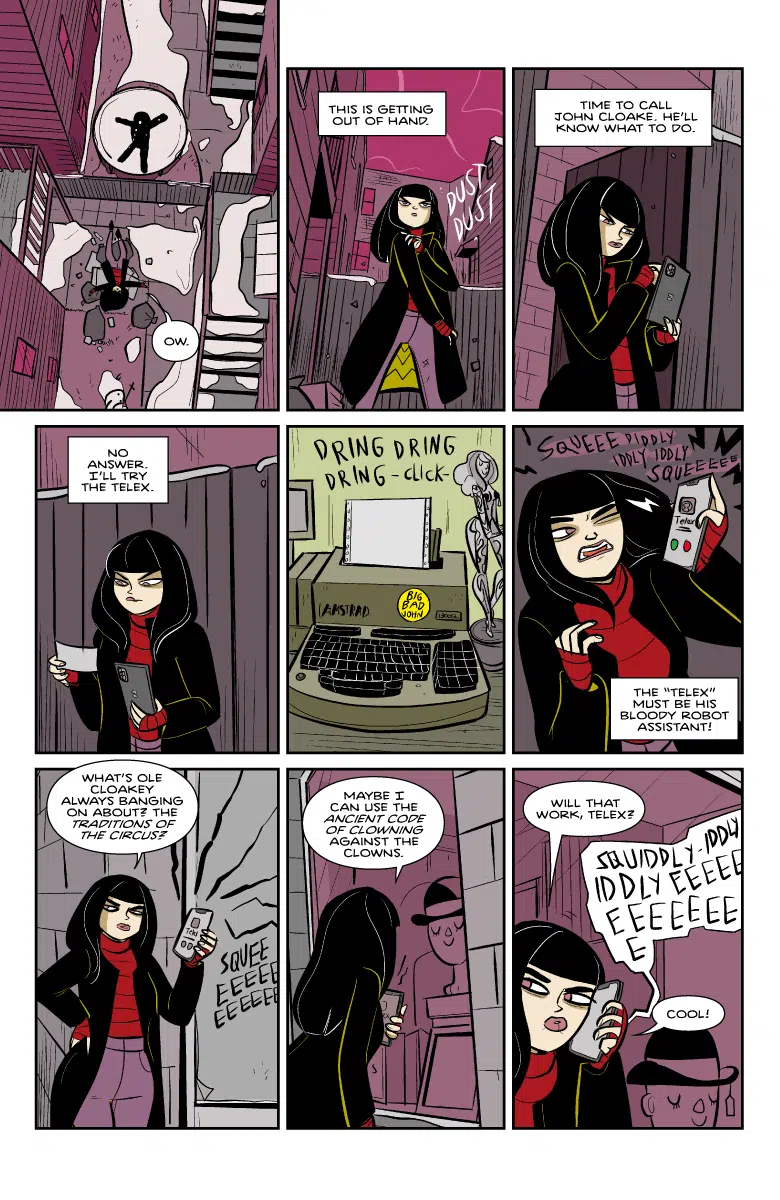 OW.
THIS IS GETTING
OUT OF HAND.
DUST
DUST
TIME TO CALL
JOHN CLOAKE. HE'LL
KNOW WHAT TO DO.
NO
ANSWER.
I'LL TRY
THE TELEX.
DRING DRING
DRING -click-
AMSTRAD
BIG
BAD
JOHN
SQUEEE DIDDLY
IDDLY IDDLY
SQUEEEEEE
Telex
THE "TELEX"
MUST BE HIS
BLOODY ROBOT
ASSISTANT!
WHAT'S OLE
CLOAKEY
ALWAYS BANGING
ON ABOUT? THE
TRADITIONS OF
THE CIRCUS?
Telex
SQUEE
EEEEEE
EEEEEEE
MAYBE I
CAN USE THE
ANCIENT CODE
OF CLOWNING
AGAINST THE
CLOWNS.
WILL THAT
WORK, TELEX?
SQUIDDLY-IDDLY
IDDLY EEEEE
EEEEEEE
E
COOL!